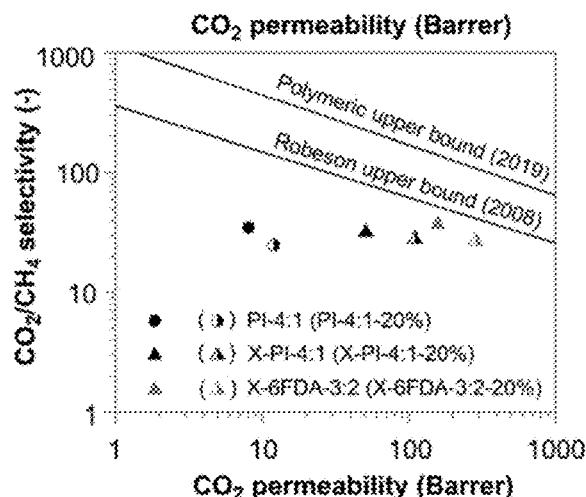 CO₂ permeability (Barrer)
1000
Polymeric upper bound (2019)
Robeson upper bound (2008)
100
CO₂/CH₄ selectivity (-)
10
( ) PI-4:1 (PI-4:1-20%)
( ) X-PI-4:1 (X-PI-4:1-20%)
( ) X-6FDA-3:2 (X-6FDA-3:2-20%)
1
1 10 100 1000
CO₂ permeability (Barrer)